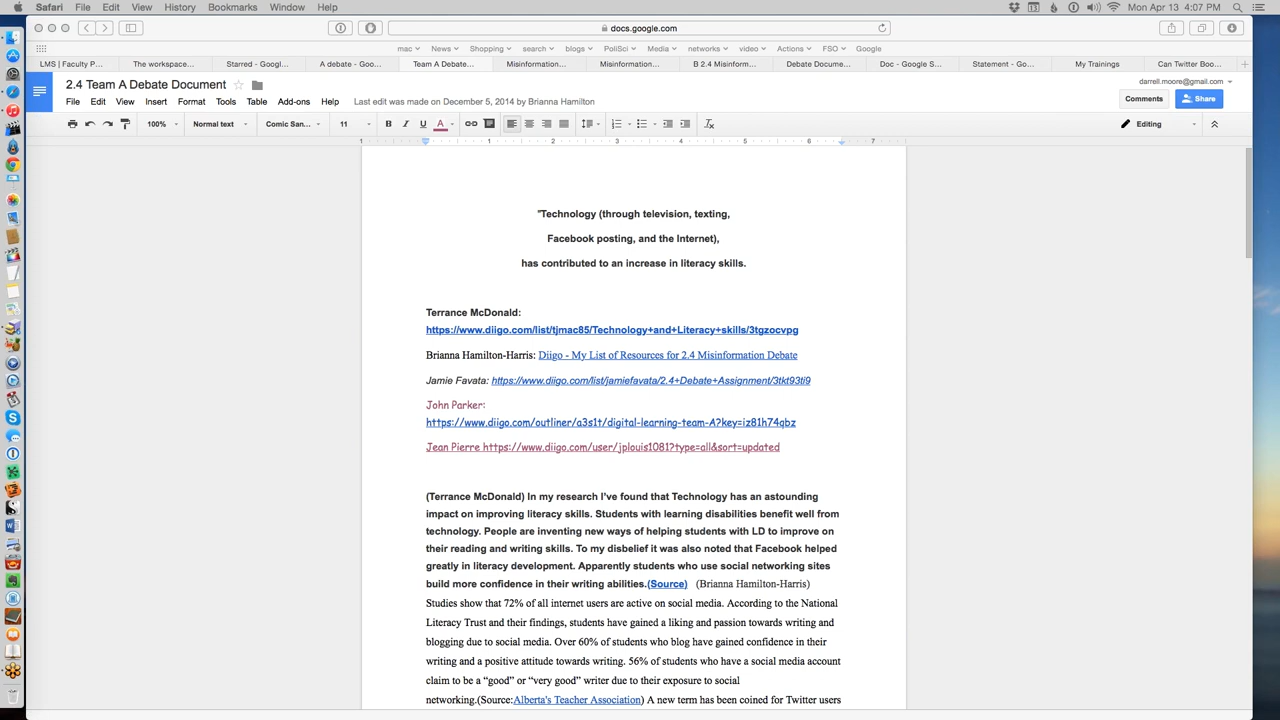 Safari File Edit View History Bookmarks Window Help Mon Apr 13 4:07 PM
docs.google.com
mac News Shopping search blogs PoliSci Media networks video Actions FSO Google
LMS | Faculty P... The workspace... Starred - Googl... A debate - Goo... Team A Debate... Misinformation... Misinformation... B 2.4 Misinform... Debate Docume... Doc - Google S... Statement - Go... My Trainings Can Twitter Boo...
2.4 Team A Debate Document
darrell.moore@gmail.com
File Edit View Insert Format Tools Table Add-ons Help Last edit was made on December 5, 2014 by Brianna Hamilton
Comments Share
100% Normal text Comic San... 11 B I U A Editing
1 1 2 3 4 5 6 7
"Technology (through television, texting,
Facebook posting, and the Internet),
has contributed to an increase in literacy skills.
Terrance McDonald:
https://www.diigo.com/list/tjmac85/Technology+and+Literacy+skills/3tgzocvpg
Brianna Hamilton-Harris: Diigo - My List of Resources for 2.4 Misinformation Debate
Jamie Favata: https://www.diigo.com/list/jamiefavata/2.4+Debate+Assignment/3tkt93ti9
John Parker:
https://www.diigo.com/outliner/a3s1t/digital-learning-team-A?key=iz81h74qbz
Jean Pierre https://www.diigo.com/user/jplouis1081?type=all&sort=updated
(Terrance McDonald) In my research I've found that Technology has an astounding
impact on improving literacy skills. Students with learning disabilities benefit well from
technology. People are inventing new ways of helping students with LD to improve on
their reading and writing skills. To my disbelief it was also noted that Facebook helped
greatly in literacy development. Apparently students who use social networking sites
build more confidence in their writing abilities.(Source) (Brianna Hamilton-Harris)
Studies show that 72% of all internet users are active on social media. According to the National
Literacy Trust and their findings, students have gained a liking and passion towards writing and
blogging due to social media. Over 60% of students who blog have gained confidence in their
writing and a positive attitude towards writing. 56% of students who have a social media account
claim to be a “good” or “very good” writer due to their exposure to social
networking.(Source:Alberta's Teacher Association) A new term has been coined for Twitter users